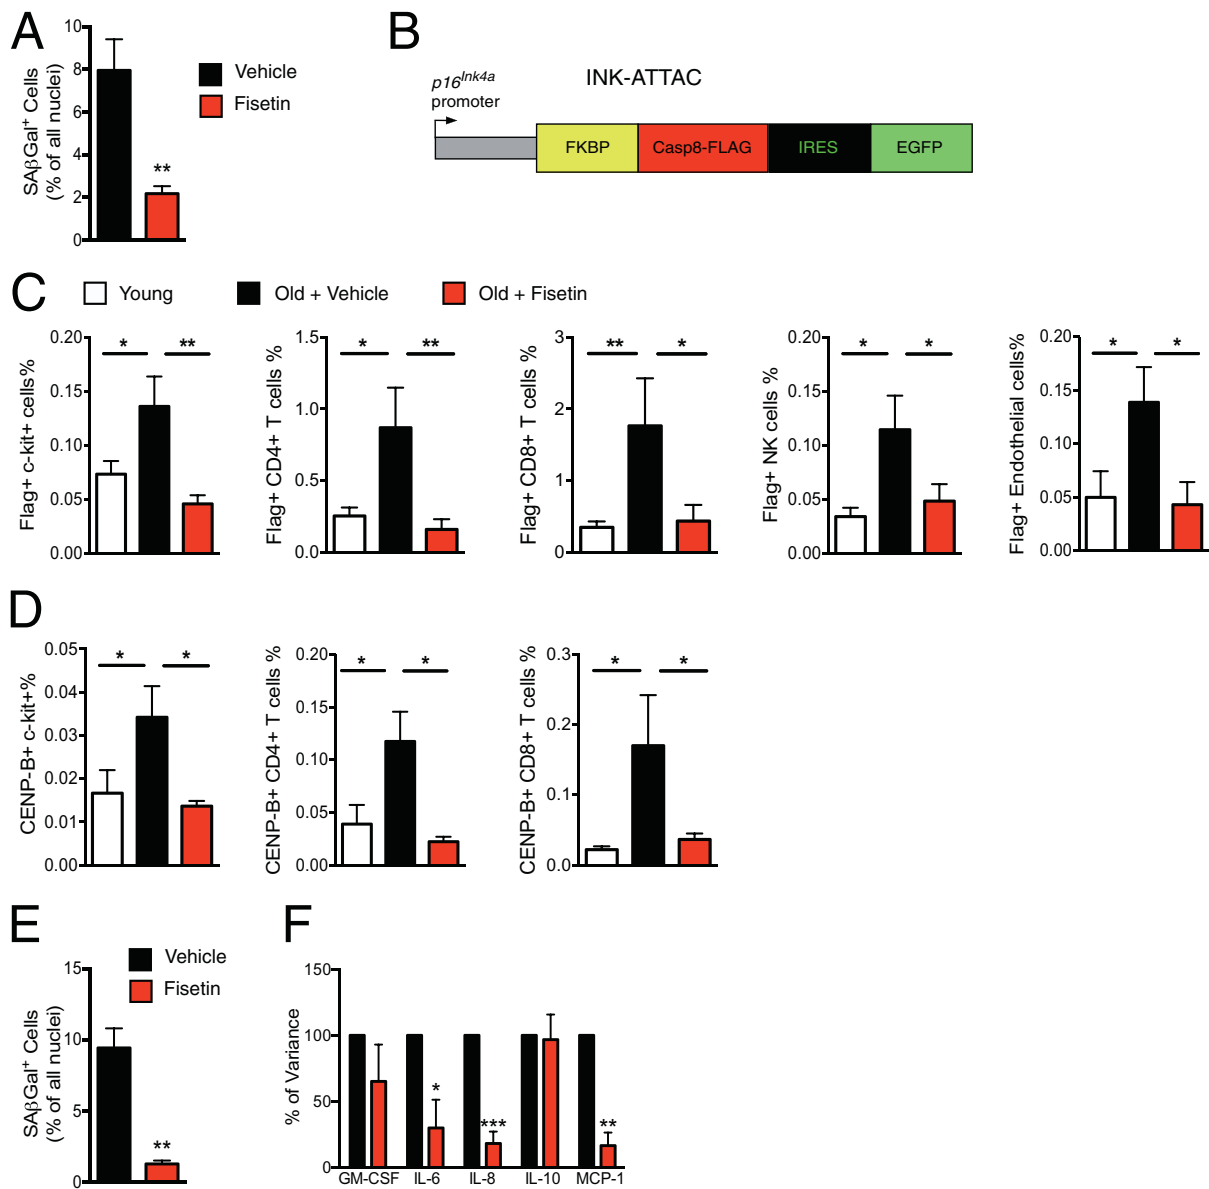 A
SAβGal⁺ Cells
(% of all nuclei)
10
8
6
4
2
0
**
Vehicle
Fisetin
B
p16^Ink4a
promoter
INK-ATTAC
FKBP
Casp8-FLAG
IRES
EGFP
C
Young
Old + Vehicle
Old + Fisetin
Flag+ c-kit+ cells%
0.20
0.15
0.10
0.05
0.00
* **
Flag+ CD4+ T cells %
1.5
1.0
0.5
0.0
* **
Flag+ CD8+ T cells %
3
2
1
0
** *
Flag+ NK cells %
0.20
0.15
0.10
0.05
0.00
* *
Flag+ Endothelial cells%
0.20
0.15
0.10
0.05
0.00
* *
D
CENP-B+ c-kit+%
0.05
0.04
0.03
0.02
0.01
0.00
* *
CENP-B+ CD4+ T cells %
0.20
0.15
0.10
0.05
0.00
* *
CENP-B+ CD8+ T cells %
0.3
0.2
0.1
0.0
* *
E
Vehicle
Fisetin
SAβGal⁺ Cells
(% of all nuclei)
15
10
5
0
**
F
% of Variance
150
100
50
0
* *** **
GM-CSF IL-6 IL-8 IL-10 MCP-1